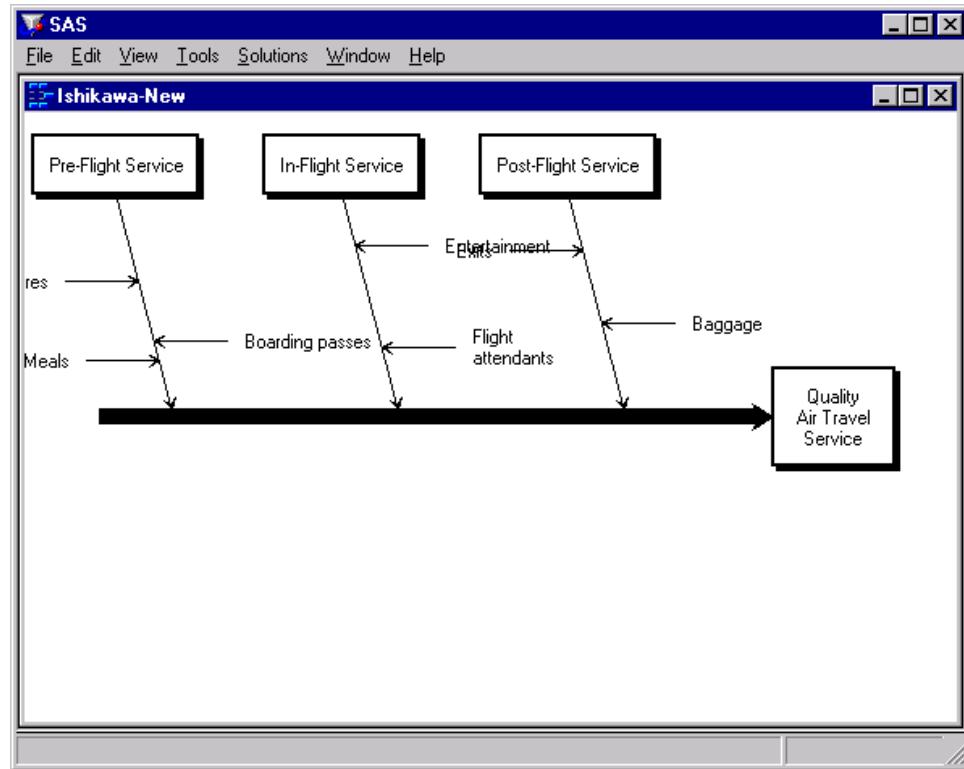 SAS
File Edit View Tools Solutions Window Help
Ishikawa-New
Pre-Flight Service
In-Flight Service
Post-Flight Service
Entertainment
Exits
res
Boarding passes
Baggage
Flight
attendants
Meals
Quality
Air Travel
Service